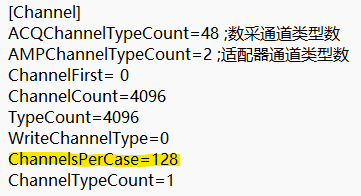 [Channel]
ACQChannelTypeCount=48 ;数采通道类型数
AMPChannelTypeCount=2 ;适配器通道类型数
ChannelFirst= 0
ChannelCount=4096
TypeCount=4096
WriteChannelType=0
ChannelsPerCase=128
ChannelTypeCount=1